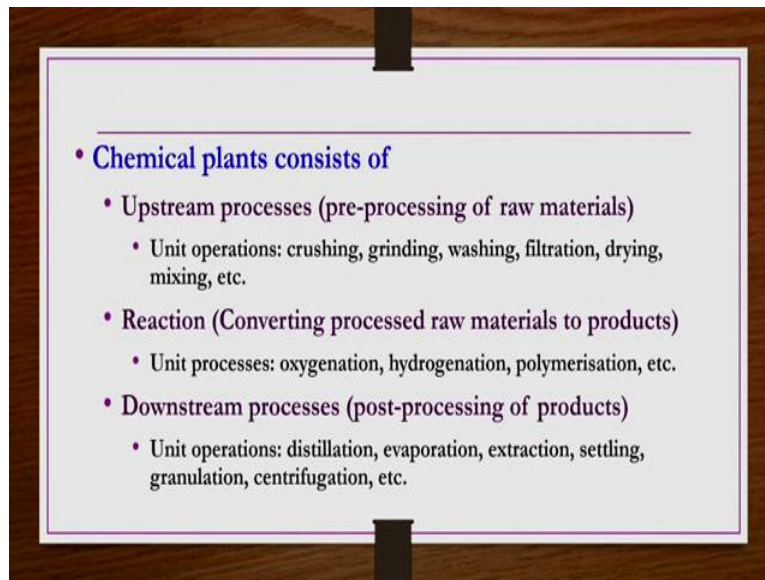 • Chemical plants consists of
• Upstream processes (pre-processing of raw materials)
• Unit operations: crushing, grinding, washing, filtration, drying,
mixing, etc.
• Reaction (Converting processed raw materials to products)
• Unit processes: oxygenation, hydrogenation, polymerisation, etc.
• Downstream processes (post-processing of products)
• Unit operations: distillation, evaporation, extraction, settling,
granulation, centrifugation, etc.